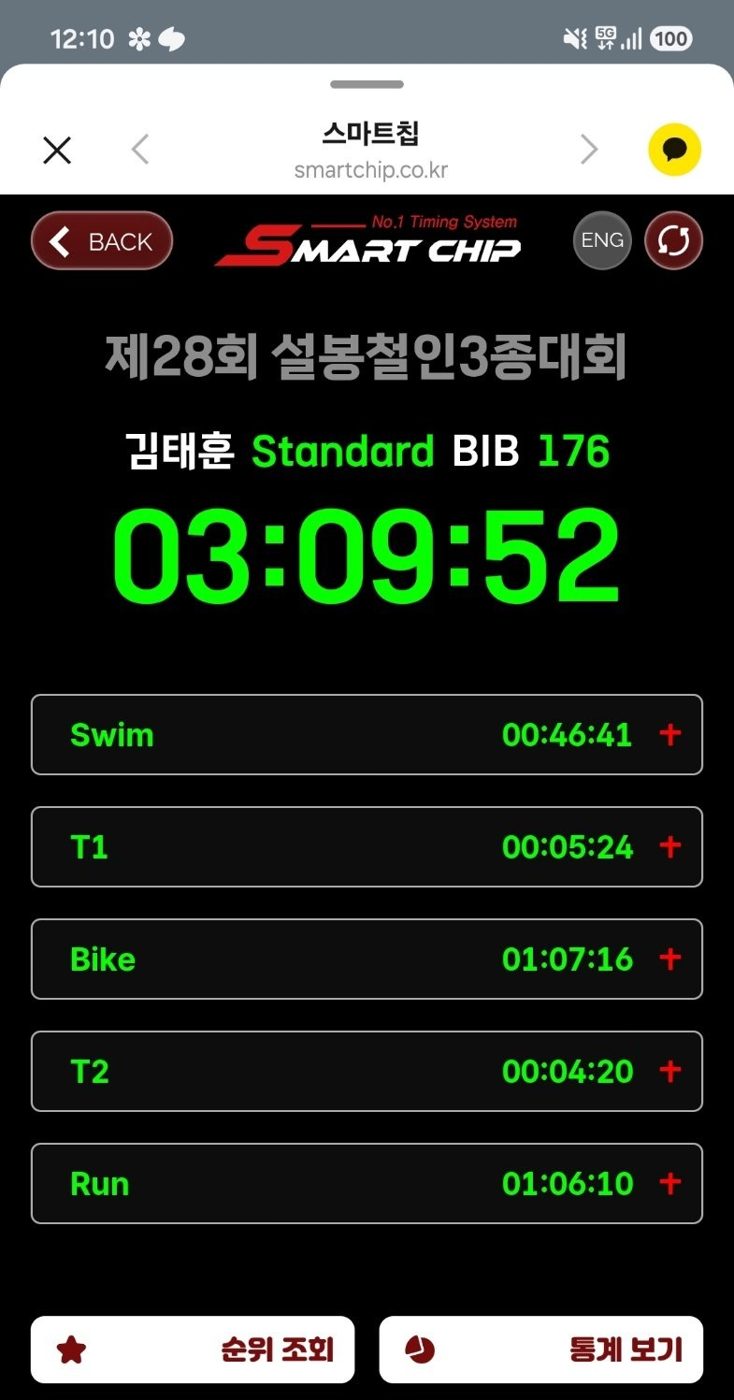 12:10 5G 100
스마트칩
smartchip.co.kr
BACK
No.1 Timing System
SMART CHIP
ENG
제28회 설봉철인3종대회
김태훈 Standard BIB 176
03:09:52
Swim 00:46:41 +
T1 00:05:24 +
Bike 01:07:16 +
T2 00:04:20 +
Run 01:06:10 +
순위 조회
통계 보기